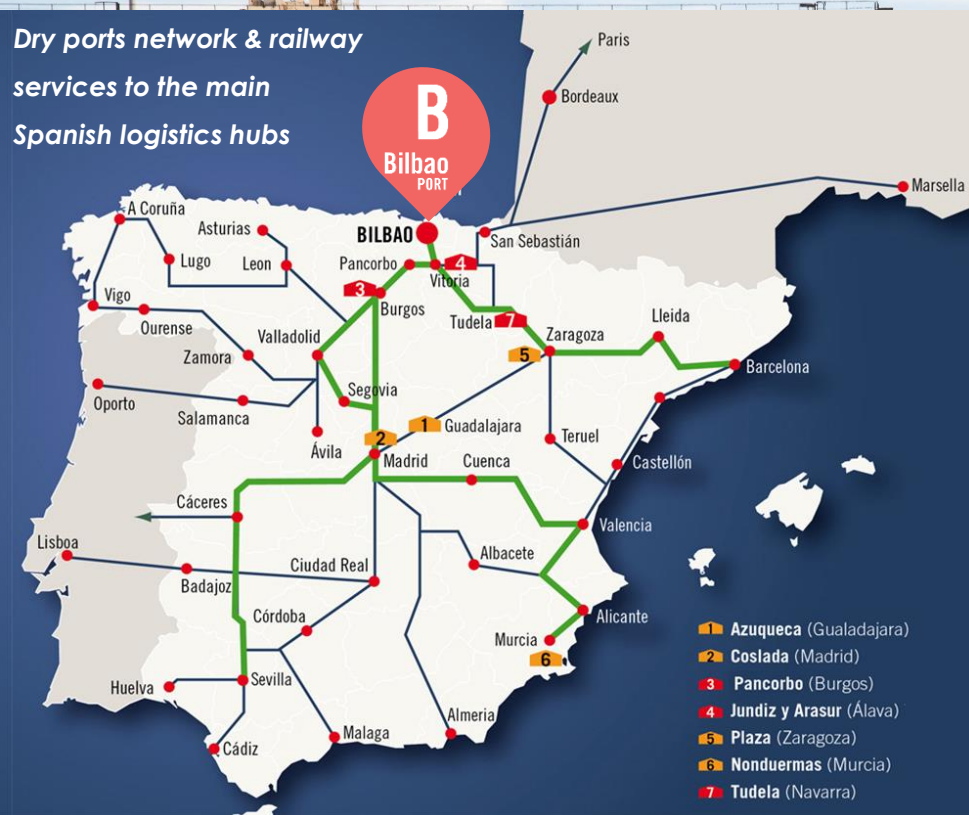 Dry ports network & railway
services to the main
Spanish logistics hubs
B
Bilbao
PORT
Paris
Bordeaux
Marsella
A Coruña
Asturias
BILBAO
San Sebastián
Lugo
Leon
Pancorbo
4
Vitoria
3
Vigo
Burgos
Ourense
Tudela
7
Lleida
Valladolid
Zaragoza
5
Zamora
Barcelona
Oporto
Segovia
Salamanca
1
Guadalajara
2
Teruel
Ávila
Madrid
Cuenca
Castellón
Cáceres
Valencia
Lisboa
Albacete
Ciudad Real
Badajoz
Córdoba
Alicante
Murcia
6
Huelva
Sevilla
Almeria
Malaga
Cádiz
1 Azuqueca (Gualadajara)
2 Coslada (Madrid)
3 Pancorbo (Burgos)
4 Jundiz y Arasur (Álava)
5 Plaza (Zaragoza)
6 Nonduermas (Murcia)
7 Tudela (Navarra)